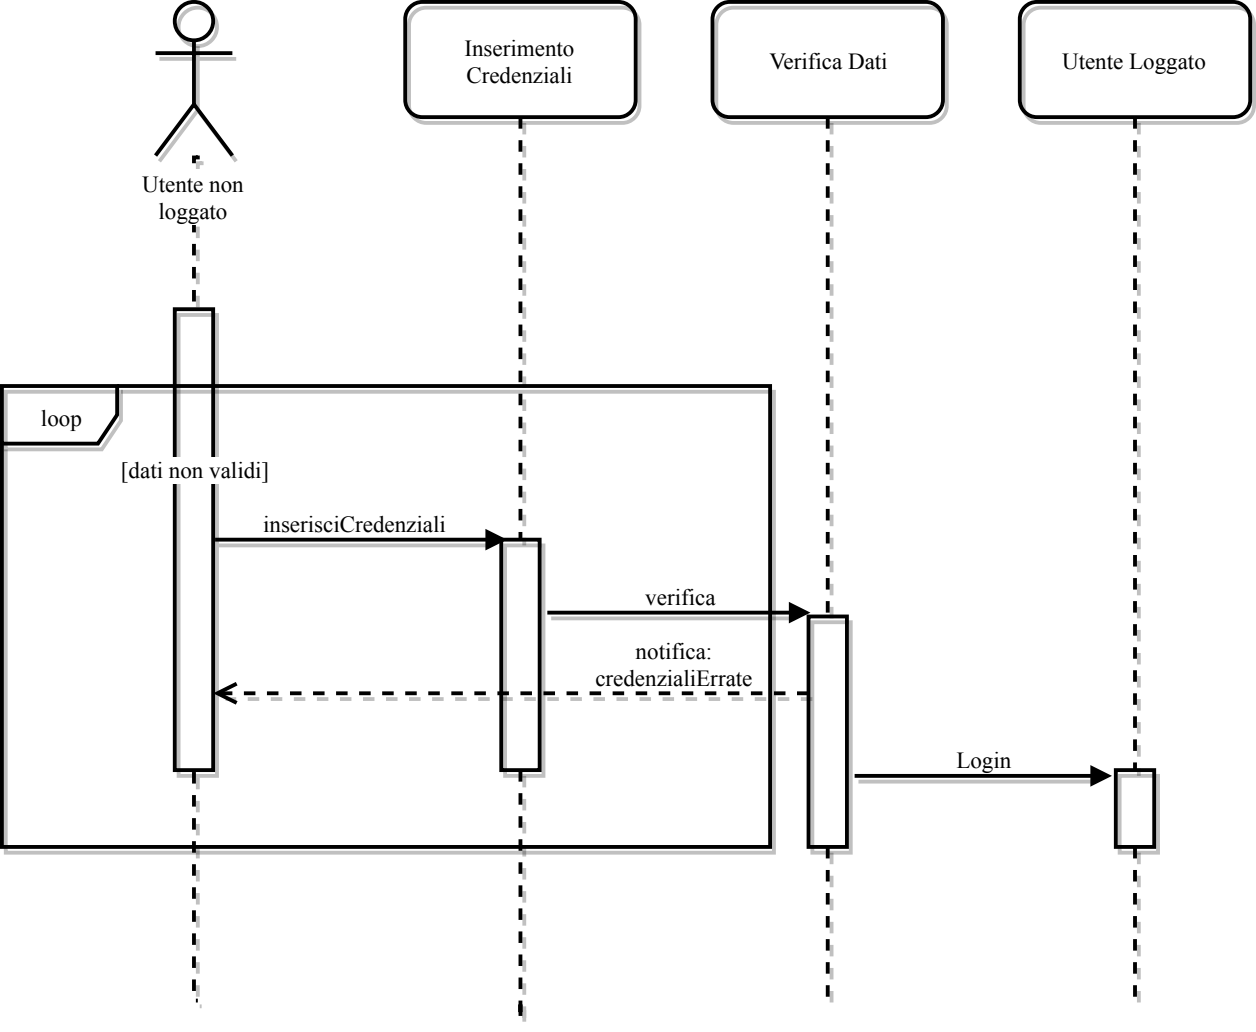 Inserimento
Credenziali
Verifica Dati
Utente Loggato
Utente non
loggato
loop
[dati non validi]
inserisciCredenziali
verifica
notifica:
credenzialiErrate
Login